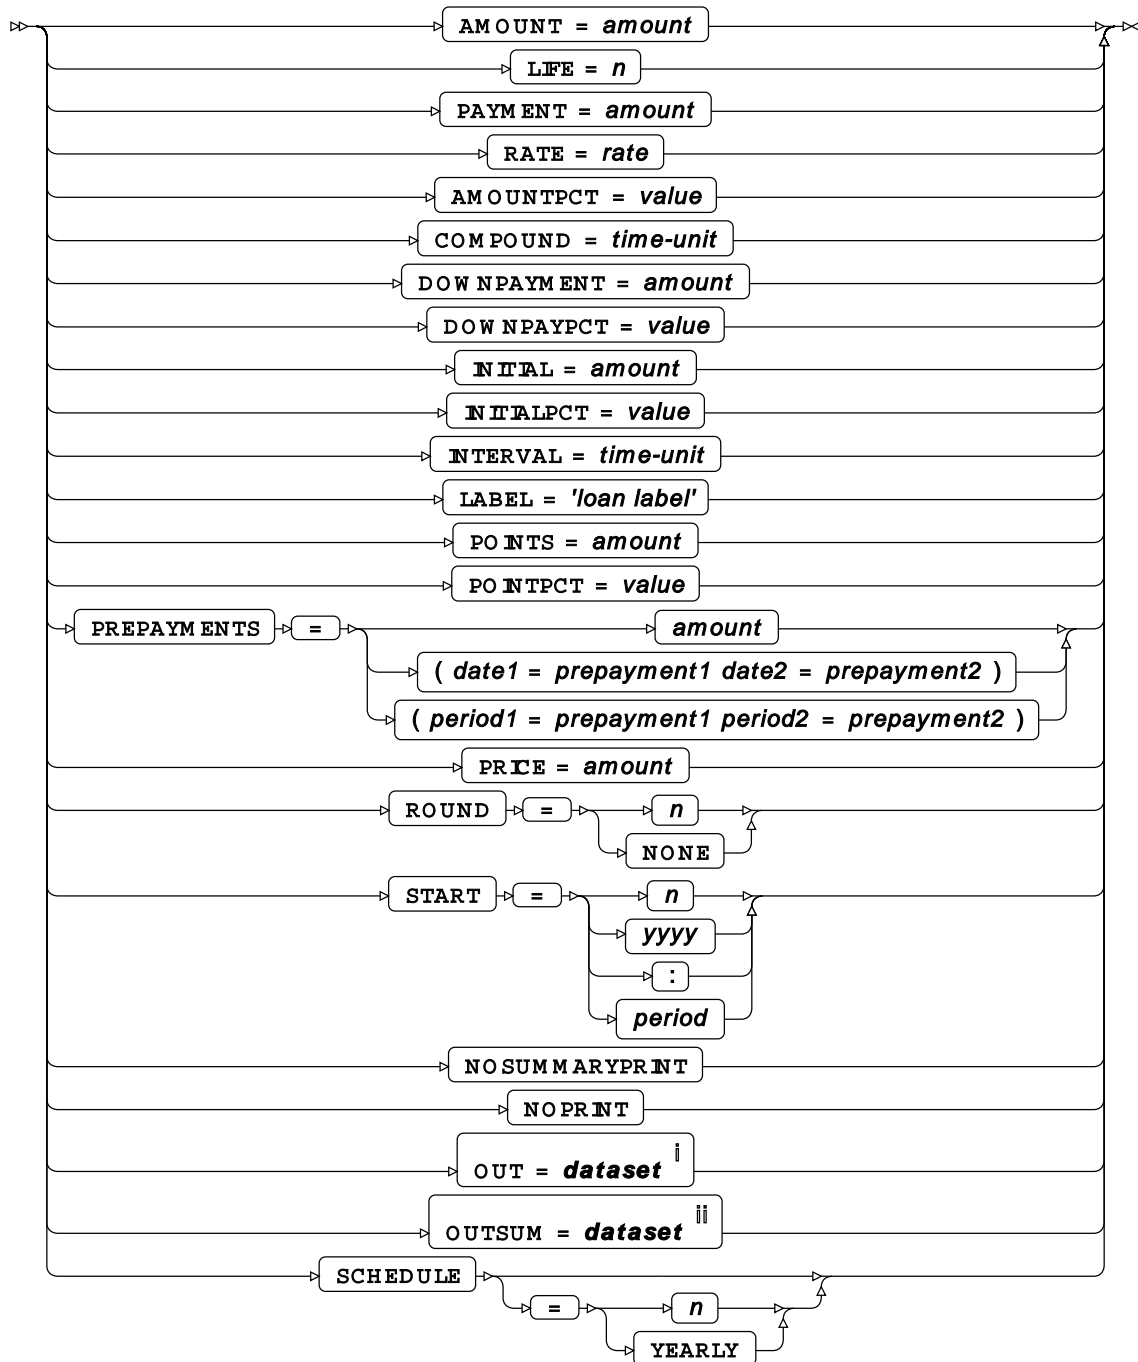 AMOUNT = amount
LIFE = n
PAYMENT = amount
RATE = rate
AMOUNTPCT = value
COMPOUND = time-unit
DOWNPAYMENT = amount
DOWNPAYPCT = value
INITIAL = amount
INITIALPCT = value
INTERVAL = time-unit
LABEL = 'loan label'
POINTS = amount
POINTPCT = value
PREPAYMENTS = amount
( date1 = prepayment1 date2 = prepayment2 )
( period1 = prepayment1 period2 = prepayment2 )
PRICE = amount
ROUND = n
NONE
START = n
yyyy
:
period
NOSUMMARYPRINT
NOPRINT
OUT = dataset i
OUTSUM = dataset ii
SCHEDULE
= n
YEARLY